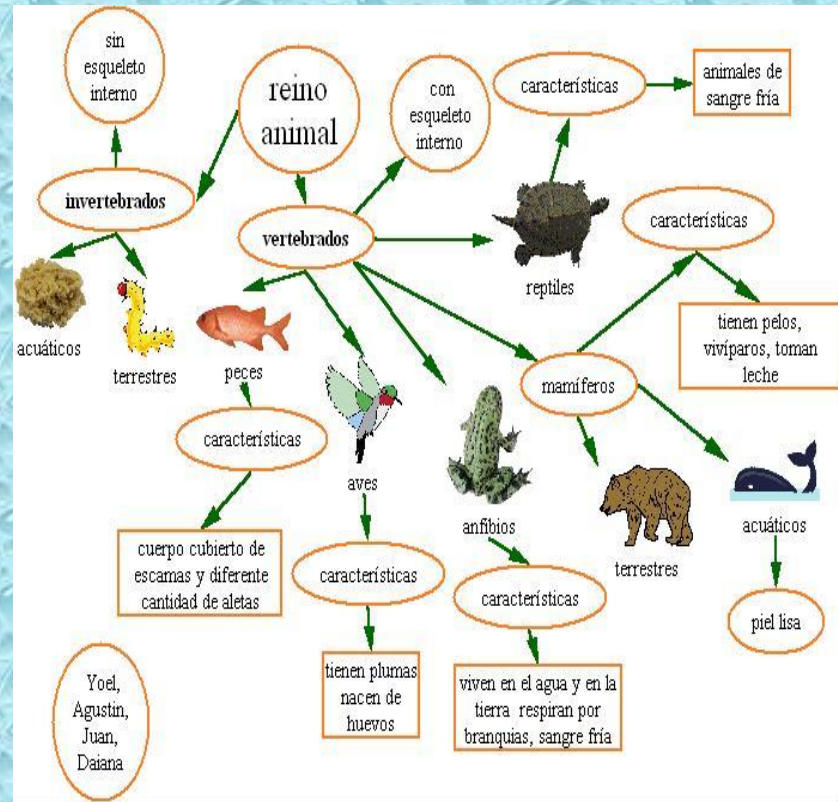 sin
esqueleto
interno
reino
animal
con
esqueleto
interno
características
animales de
sangre fría
invertebrados
vertebrados
características
reptiles
acuáticos
terrestres
peces
tienen pelos,
vivíparos, toman
leche
mamíferos
características
aves
anfibios
terrestres
acuáticos
cuerpo cubierto de
escamas y diferente
cantidad de aletas
características
características
piel lisa
tienen plumas
nacen de
huevos
viven en el agua y en la
tierra respiran por
branquias, sangre fría
Yoel,
Agustin,
Juan,
Daiana